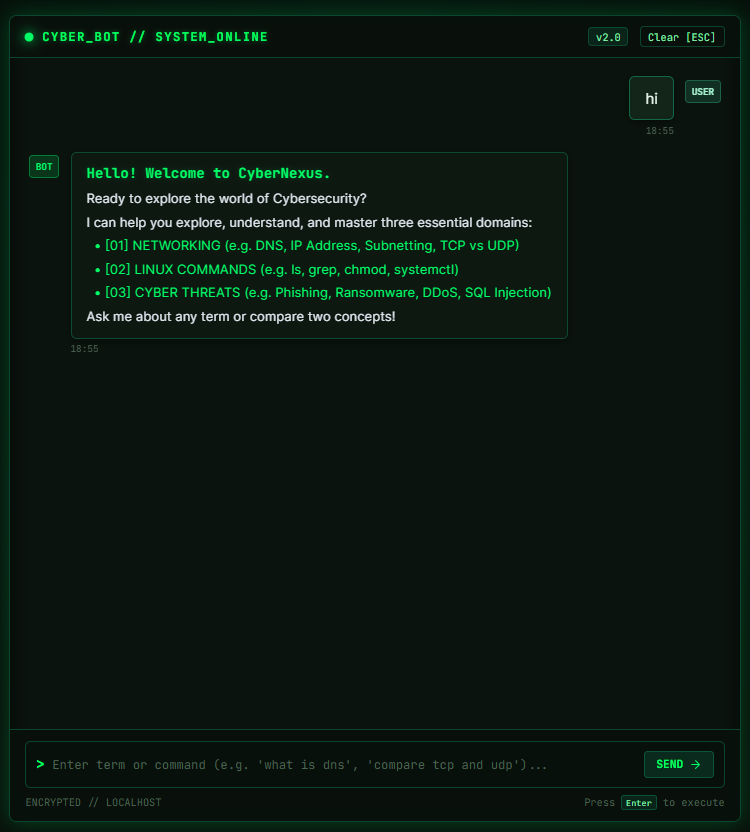 CYBER_BOT // SYSTEM_ONLINE
v2.0
Clear [ESC]
hi
USER
18:55
BOT
Hello! Welcome to CyberNexus.
Ready to explore the world of Cybersecurity?
I can help you explore, understand, and master three essential domains:
• [01] NETWORKING (e.g. DNS, IP Address, Subnetting, TCP vs UDP)
• [02] LINUX COMMANDS (e.g. ls, grep, chmod, systemctl)
• [03] CYBER THREATS (e.g. Phishing, Ransomware, DDoS, SQL Injection)
Ask me about any term or compare two concepts!
18:55
> Enter term or command (e.g. 'what is dns', 'compare tcp and udp')...
SEND →
ENCRYPTED // LOCALHOST
Press Enter to execute